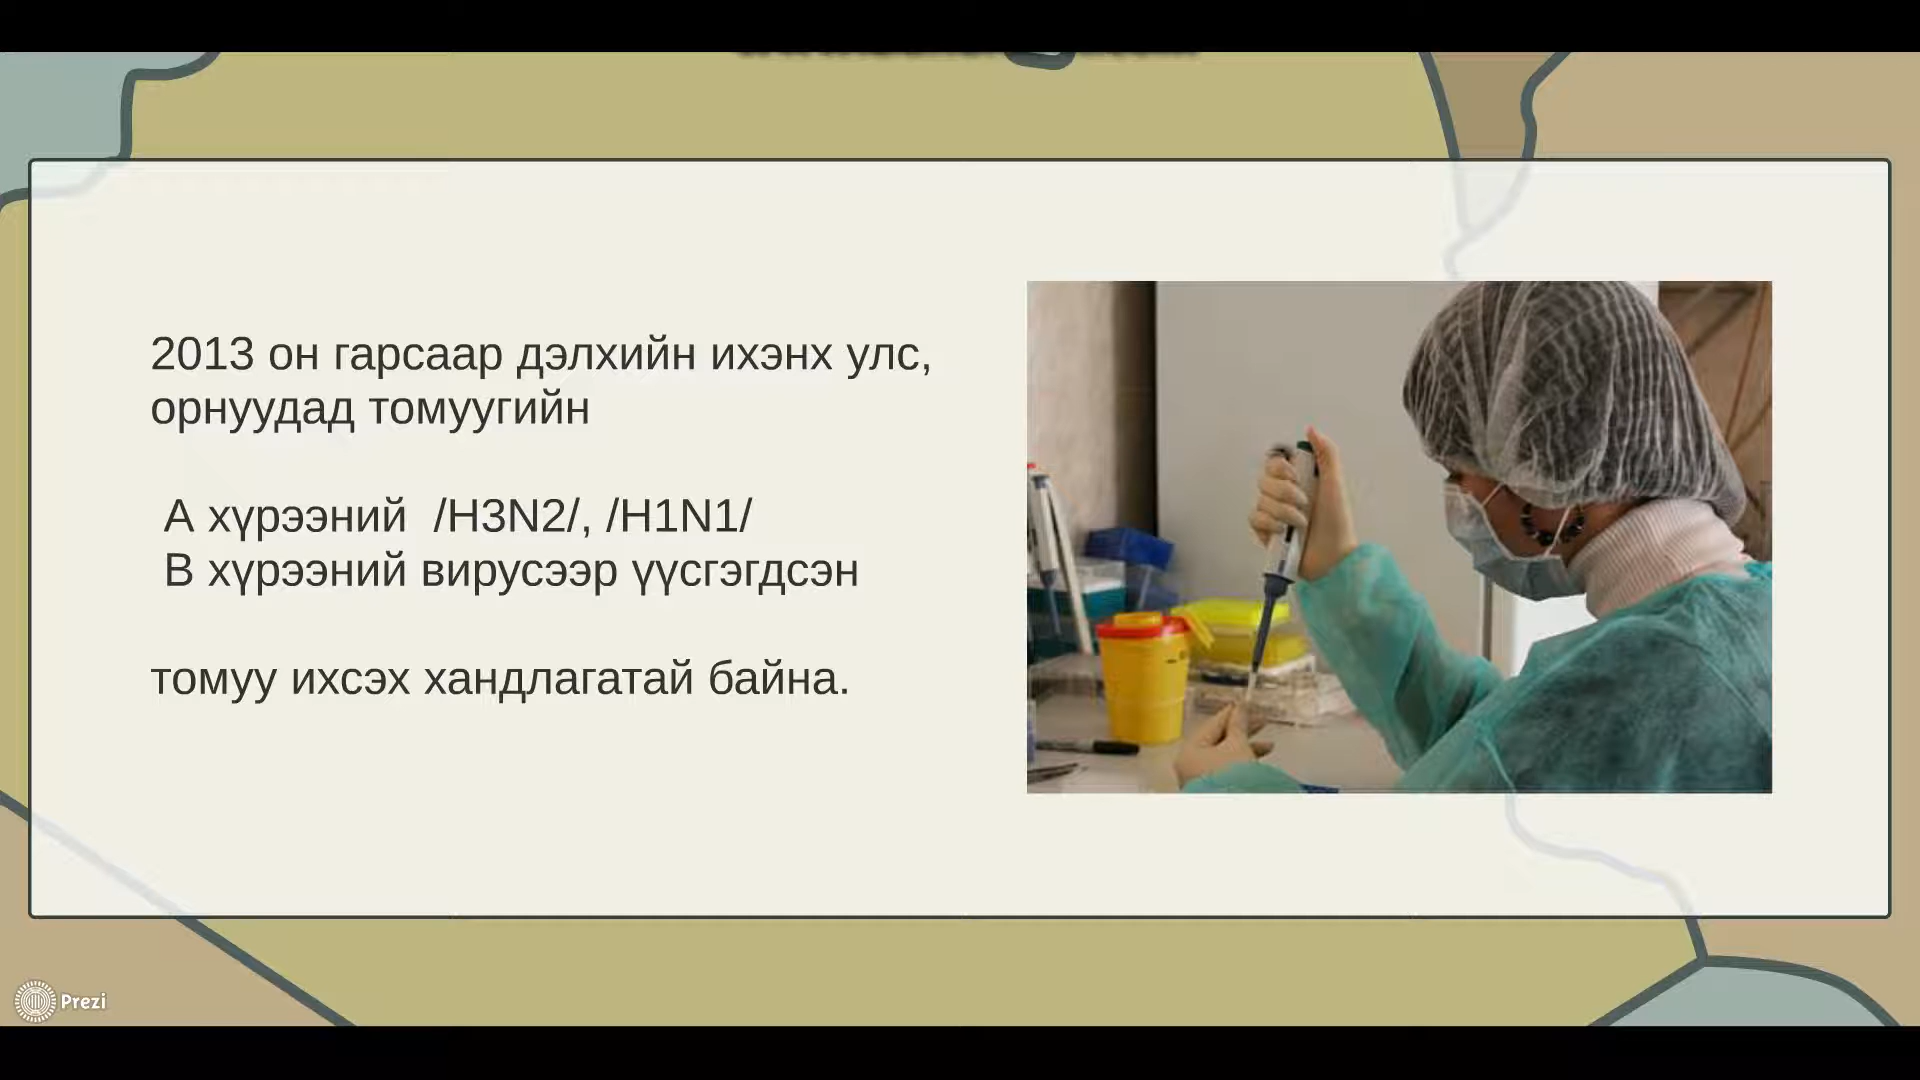 2013 он гарсаар дэлхийн ихэнх улс,
орнуудад томуугийн
А хүрээний /H3N2/, /H1N1/
В хүрээний вирусээр үүсгэгдсэн
томуу ихсэх хандлагатай байна.
Prezi